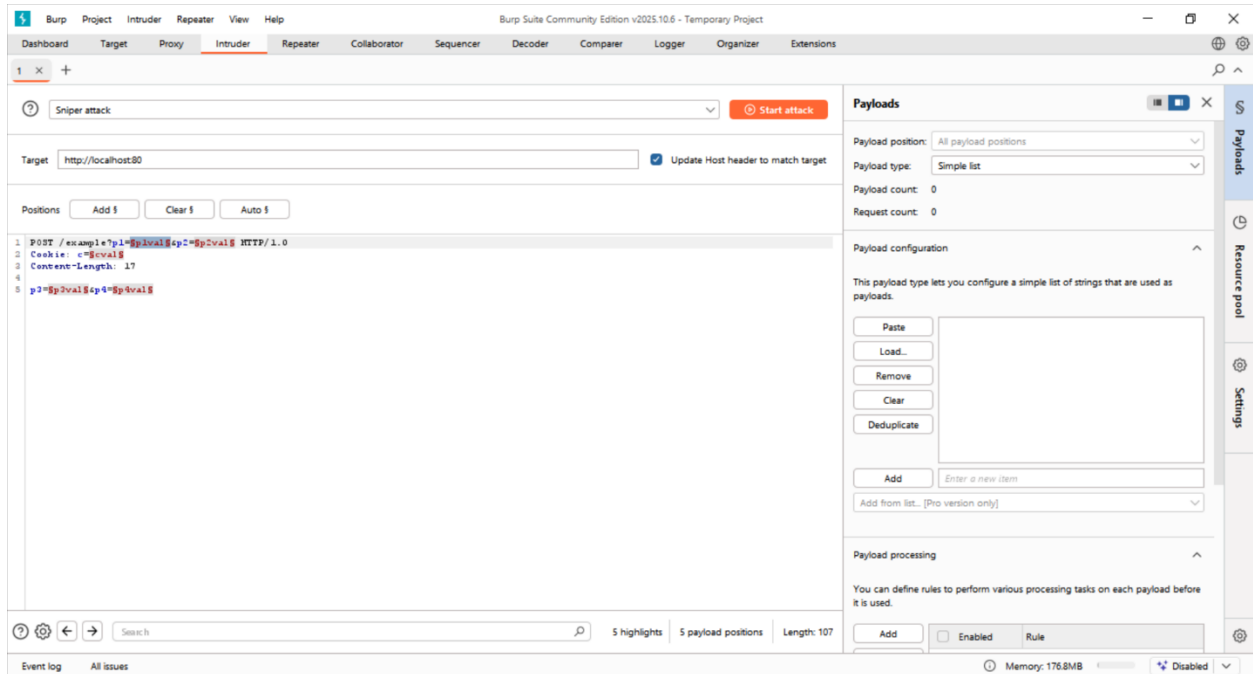 Burp Project Intruder Repeater View Help Burp Suite Community Edition v2025.10.6 - Temporary Project
Dashboard Target Proxy Intruder Repeater Collaborator Sequencer Decoder Comparer Logger Organizer Extensions
1
Sniper attack Start attack
Target http://localhost:80 Update Host header to match target
Positions Add § Clear § Auto §
1 POST /example?p1=§p1val§&p2=§p2val§ HTTP/1.0
2 Cookie: c=§cval§
3 Content-Length: 17
4
5 p3=§p3val§&p4=§p4val§
Search 5 highlights 5 payload positions Length: 107
Payloads
Payload position: All payload positions
Payload type: Simple list
Payload count: 0
Request count: 0
Payload configuration
This payload type lets you configure a simple list of strings that are used as
payloads.
Paste
Load...
Remove
Clear
Deduplicate
Add Enter a new item
Add from list... [Pro version only]
Payload processing
You can define rules to perform various processing tasks on each payload before
it is used.
Add Enabled Rule
§ Payloads
Resource pool
Settings
Event log All issues Memory: 176.8MB Disabled